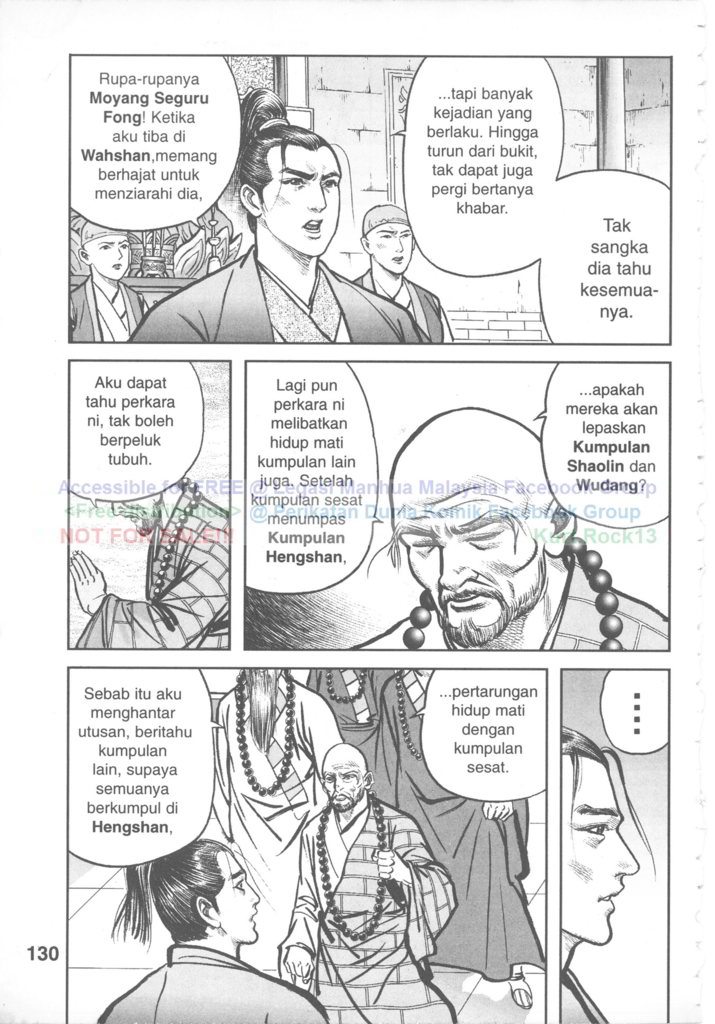 Rupa-rupanya
Moyang Seguru
Fong! Ketika
aku tiba di
Wahshan,memang
berhajat untuk
menziarahi dia,
...tapi banyak
kejadian yang
berlaku. Hingga
turun dari bukit,
tak dapat juga
pergi bertanya
khabar.
Tak
sangka
dia tahu
kesemua-
nya.
Aku dapat
tahu perkara
ni, tak boleh
berpeluk
tubuh.
Lagi pun
perkara ni
melibatkan
hidup mati
kumpulan lain
juga. Setelah
kumpulan sesat
menumpas
Kumpulan
Hengshan,
...apakah
mereka akan
lepaskan
Kumpulan
Shaolin dan
Wudang?
Accessible for FREE @ Legasi Manhua Malaysia Facebook Group
@ Perikatan Dunia Komik Facebook Group
NOT FOR SALE!!!
Rock13
Sebab itu aku
menghantar
utusan, beritahu
kumpulan
lain, supaya
semuanya
berkumpul di
Hengshan,
...pertarungan
hidup mati
dengan
kumpulan
sesat.
130